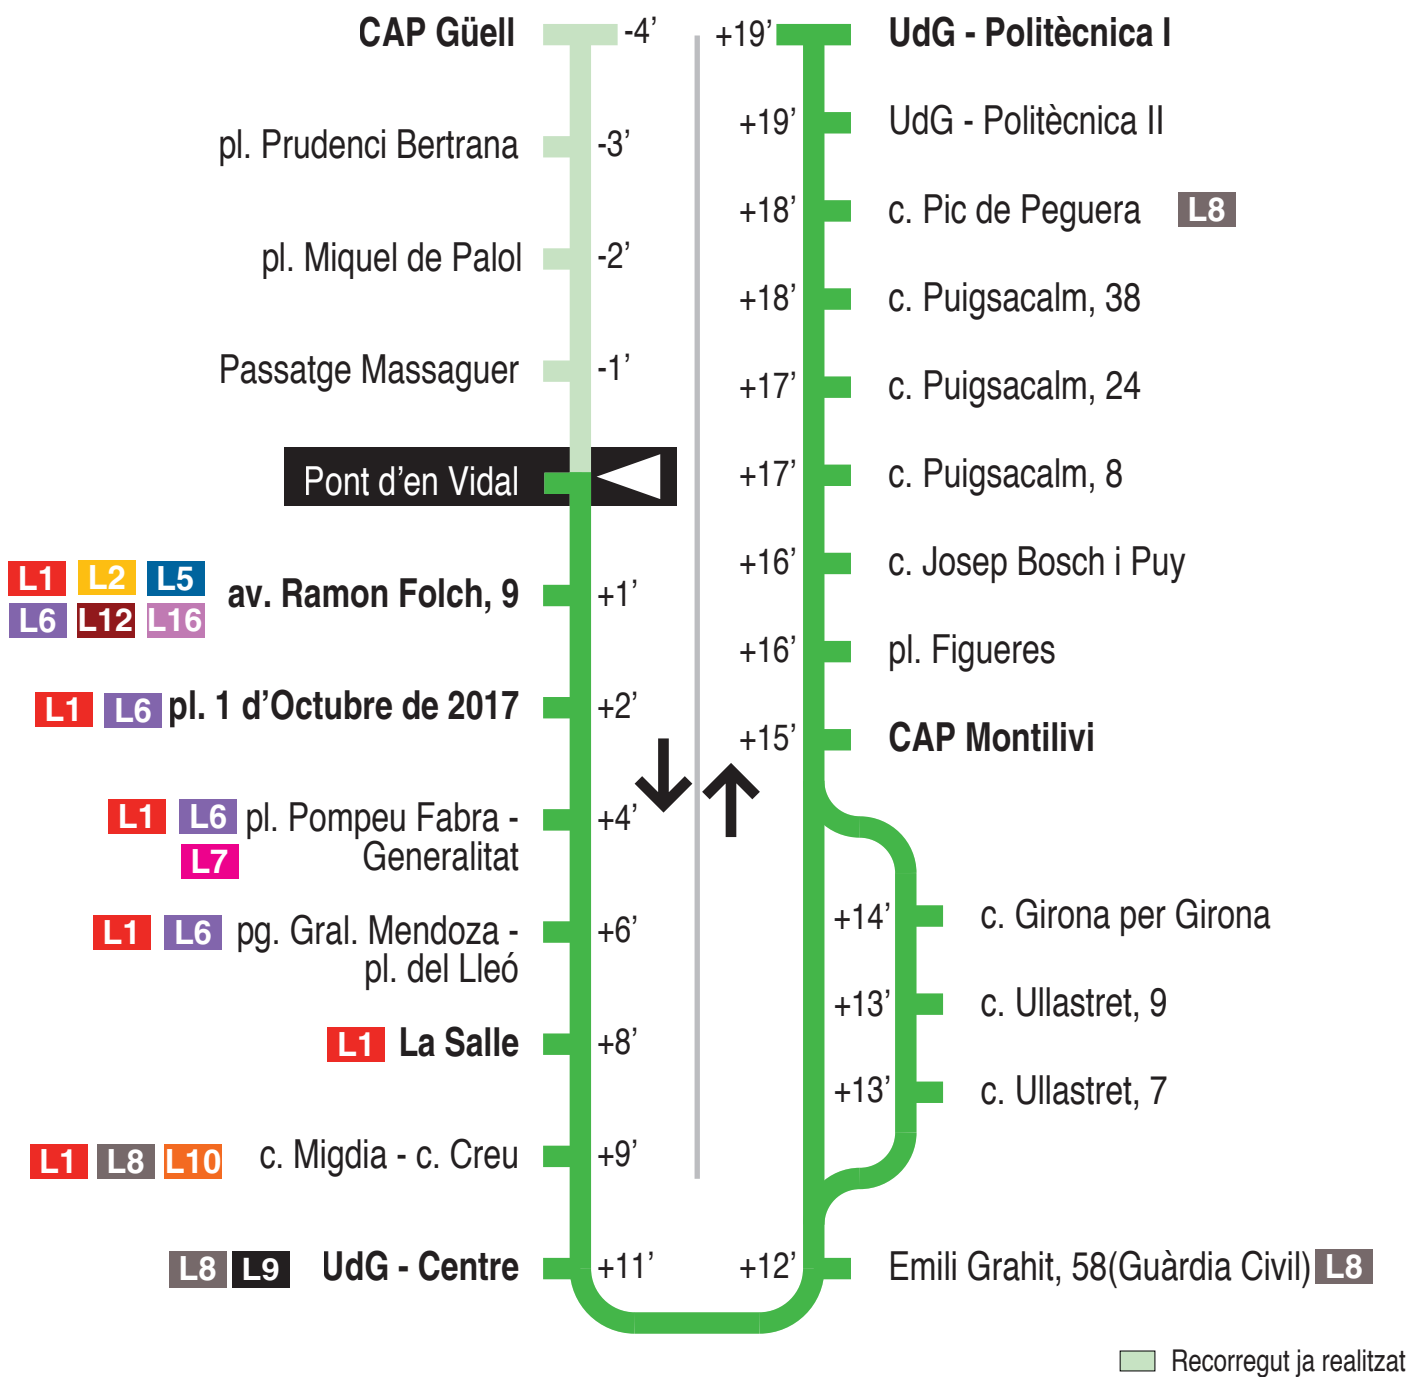 CAP Güell -4’
pl. Prudenci Bertrana -3’
pl. Miquel de Palol -2’
Passatge Massaguer -1’
Pont d’en Vidal
L1 L2 L5
av. Ramon Folch, 9 +1’
L6 L12 L16
L1 L6 pl. 1 d’Octubre de 2017 +2’
L1 L6 pl. Pompeu Fabra - +4’
L7 Generalitat
L1 L6 pg. Gral. Mendoza - +6’
pl. del Lleó
L1 La Salle +8’
L1 L8 L10 c. Migdia - c. Creu +9’
L8 L9 UdG - Centre +11’
+19’ UdG - Politècnica I
+19’ UdG - Politècnica II
+18’ c. Pic de Peguera L8
+18’ c. Puigsacalm, 38
+17’ c. Puigsacalm, 24
+17’ c. Puigsacalm, 8
+16’ c. Josep Bosch i Puy
+16’ pl. Figueres
+15’ CAP Montilivi
+14’ c. Girona per Girona
+13’ c. Ullastret, 9
+13’ c. Ullastret, 7
+12’ Emili Grahit, 58(Guàrdia Civil) L8
Recorregut ja realitzat